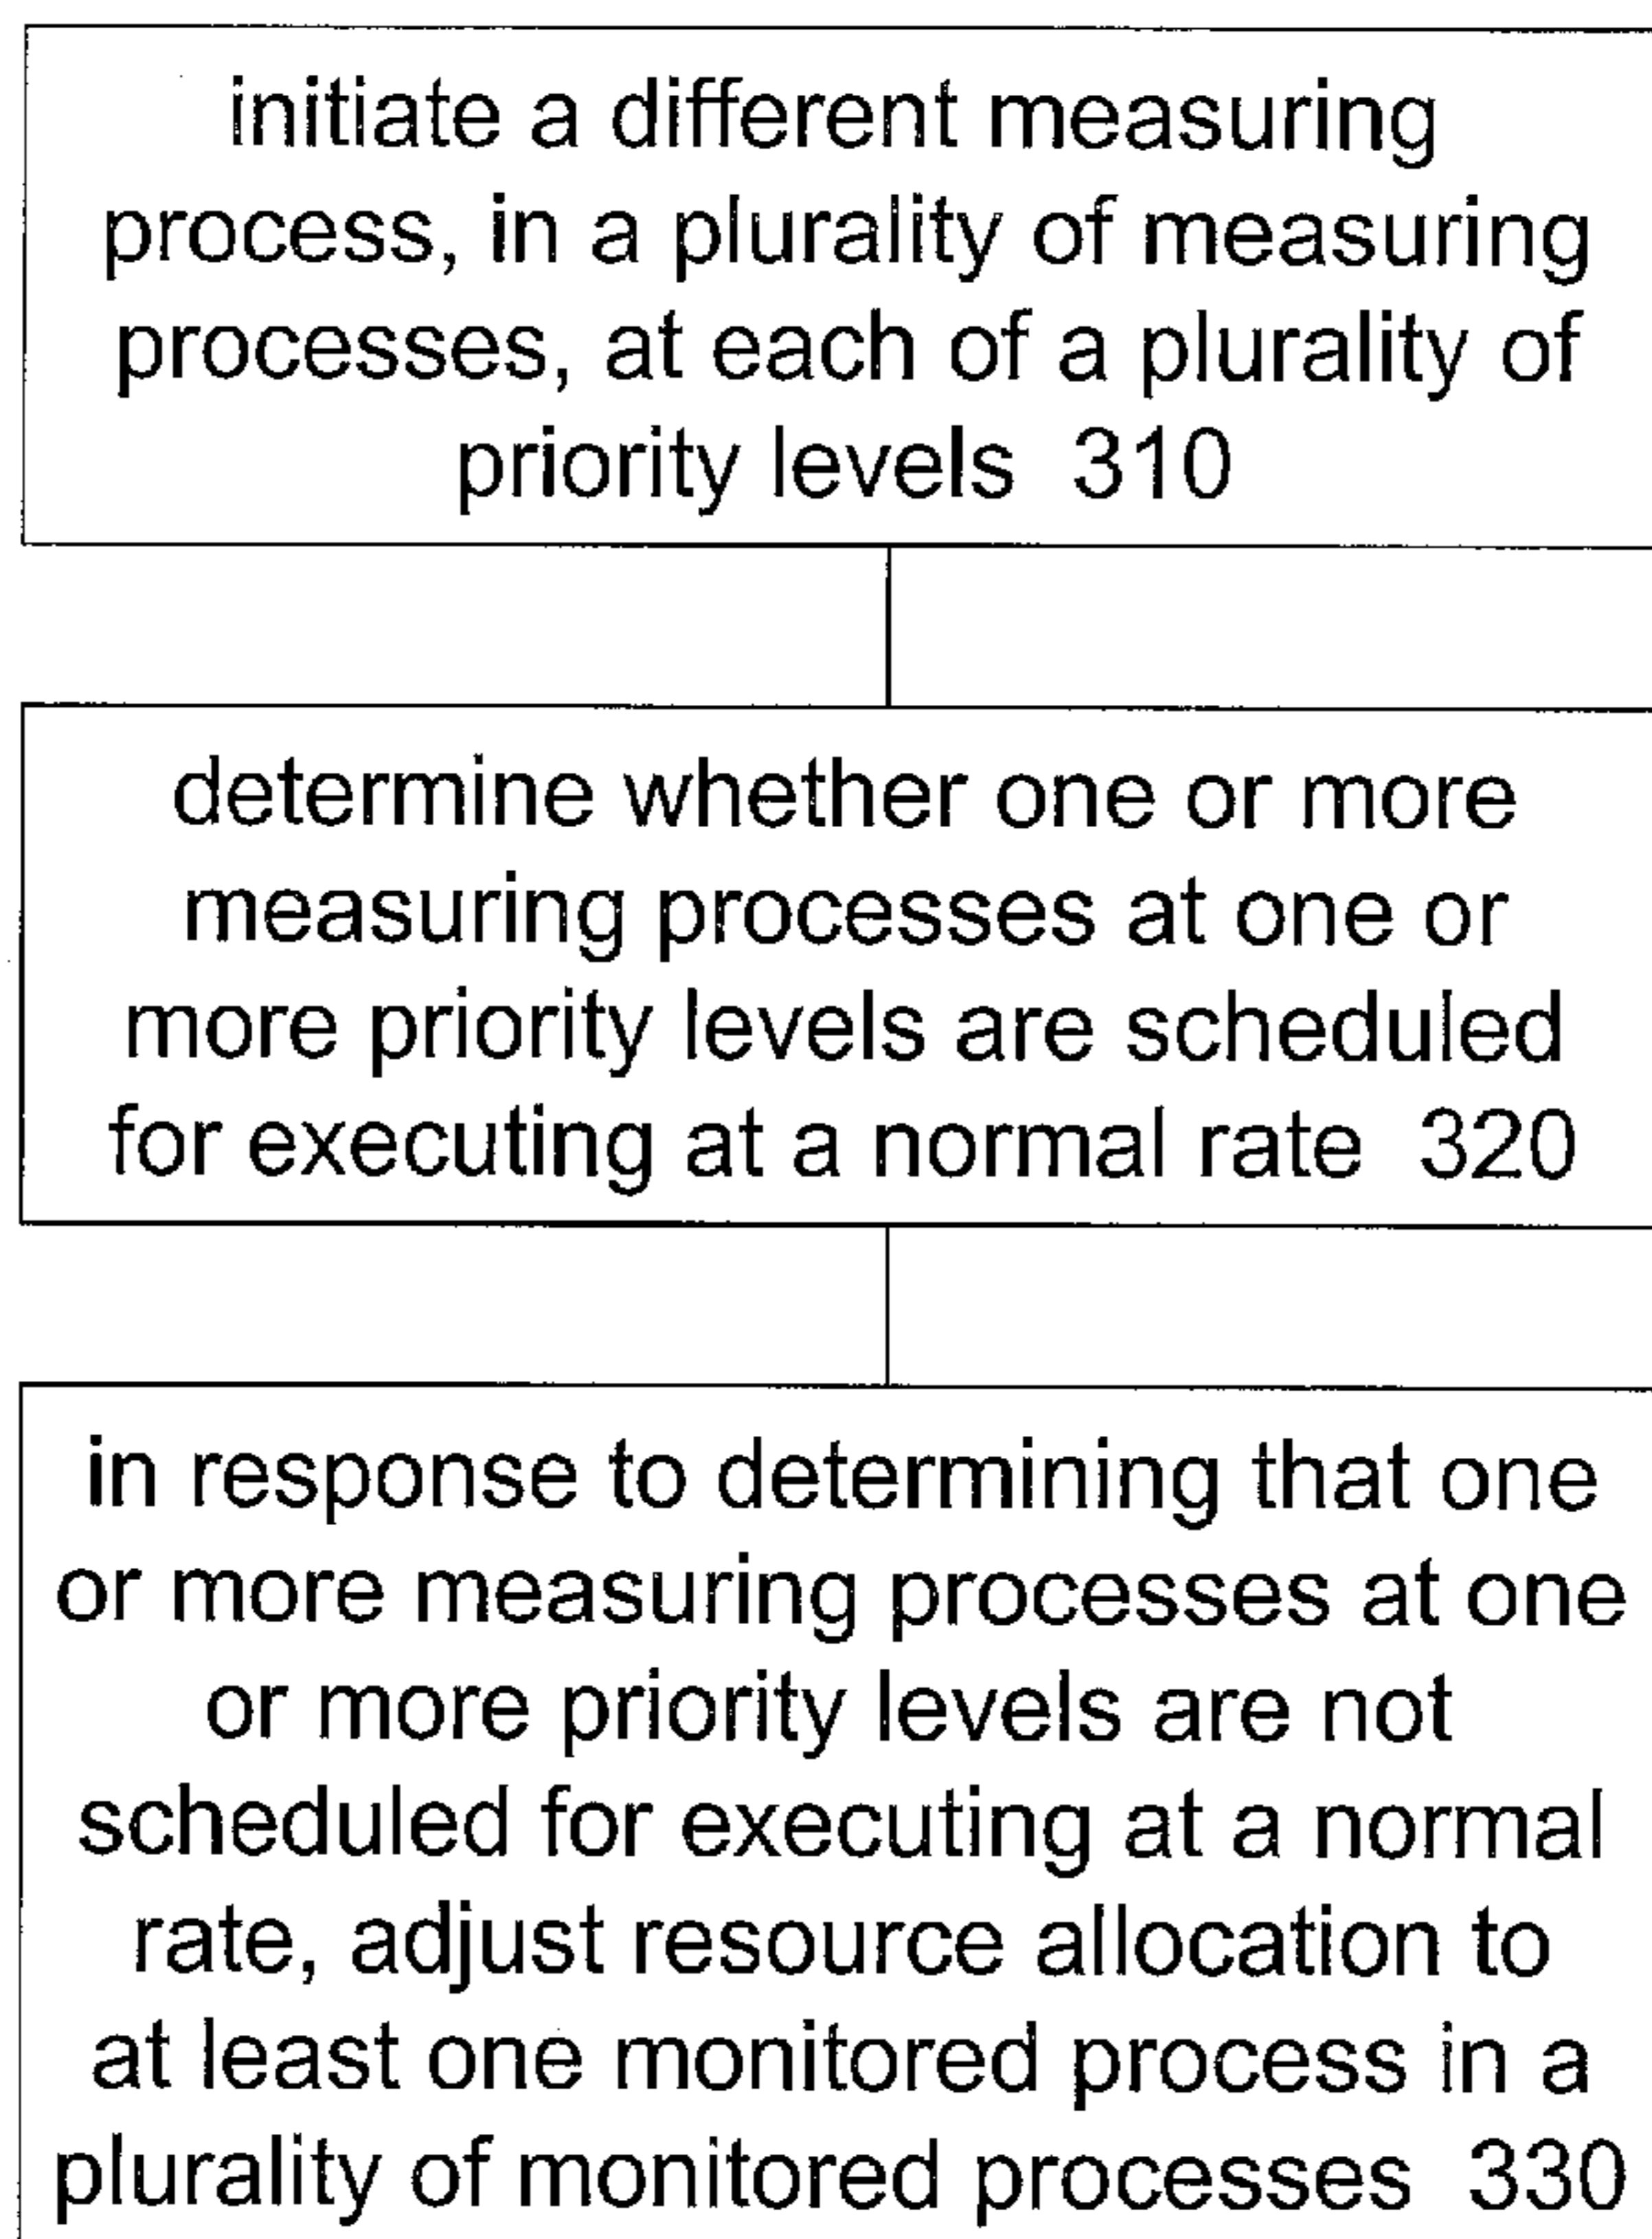 initiate a different measuring
process, in a plurality of measuring
processes, at each of a plurality of
priority levels 310
determine whether one or more
measuring processes at one or
more priority levels are scheduled
for executing at a normal rate 320
in response to determining that one
or more measuring processes at one
or more priority levels are not
scheduled for executing at a normal
rate, adjust resource allocation to
at least one monitored process in a
plurality of monitored processes 330